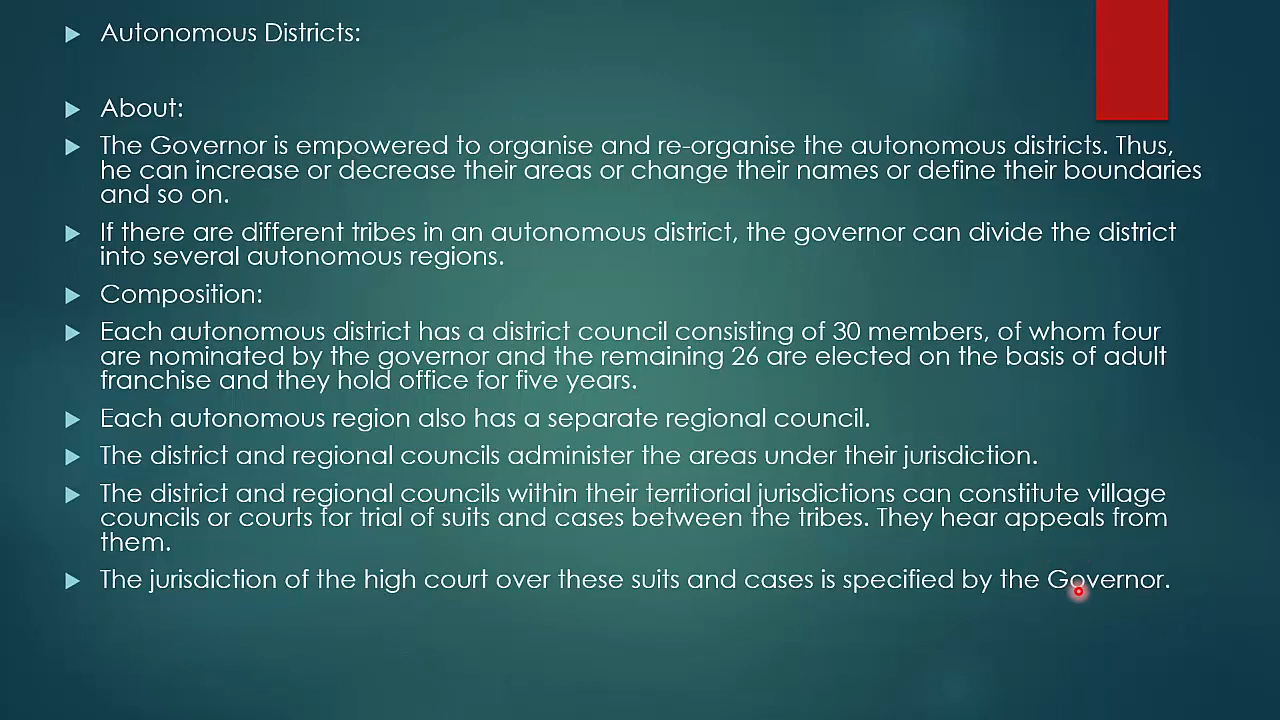 Autonomous Districts:
About:
The Governor is empowered to organise and re-organise the autonomous districts. Thus,
he can increase or decrease their areas or change their names or define their boundaries
and so on.
If there are different tribes in an autonomous district, the governor can divide the district
into several autonomous regions.
Composition:
Each autonomous district has a district council consisting of 30 members, of whom four
are nominated by the governor and the remaining 26 are elected on the basis of adult
franchise and they hold office for five years.
Each autonomous region also has a separate regional council.
The district and regional councils administer the areas under their jurisdiction.
The district and regional councils within their territorial jurisdictions can constitute village
councils or courts for trial of suits and cases between the tribes. They hear appeals from
them.
The jurisdiction of the high court over these suits and cases is specified by the Governor.